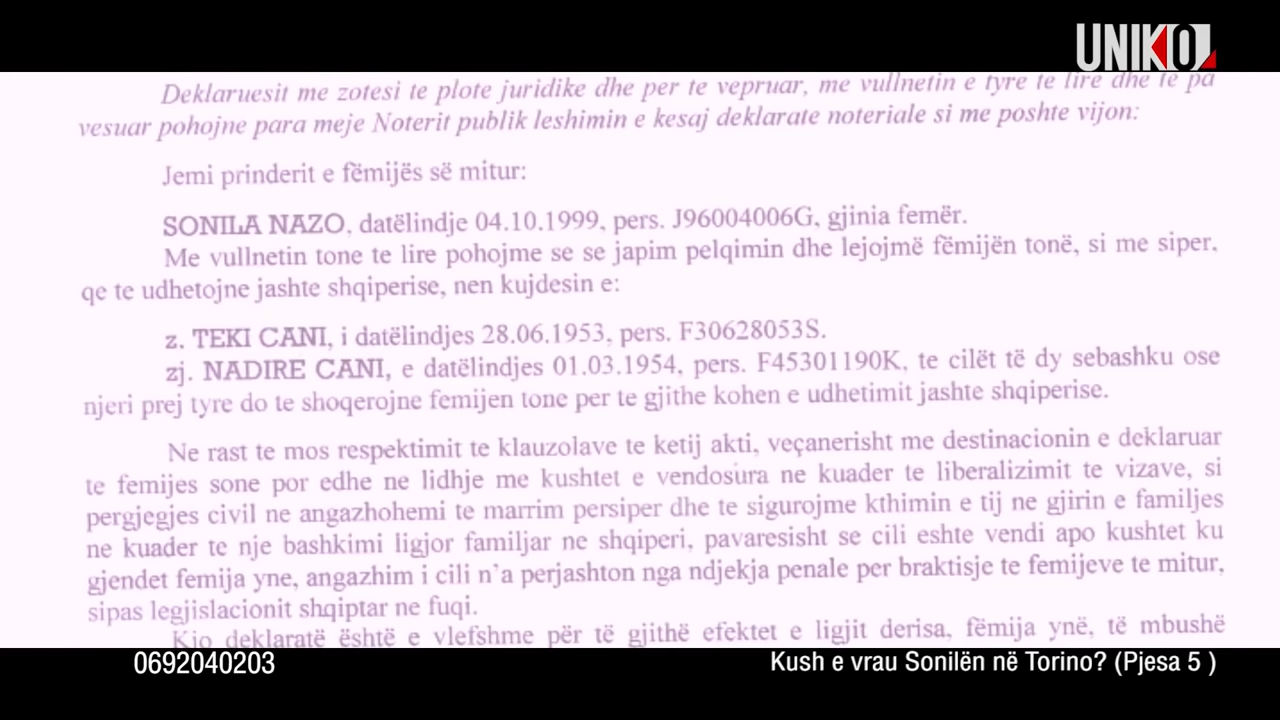 UNIKO
Deklaruesit me zotesi te plote juridike dhe per te vepruar, me vullnetin e tyre te lire dhe te pa
vesuar pohojne para meje Noterit publik leshimin e kesaj deklarate noteriale si me poshte vijon:
Jemi prinderit e fëmijës së mitur:
SONILA NAZO, datëlindje 04.10.1999, pers. J96004006G, gjinia femër.
Me vullnetin tone te lire pohojme se se japim pelqimin dhe lejojmë fëmijën tonë, si me siper,
qe te udhetojne jashte shqiperise, nen kujdesin e:
z. TEKI CANI, i datëlindjes 28.06.1953, pers. F30628053S.
zj. NADIRE CANI, e datëlindjes 01.03.1954, pers. F45301190K, te cilët të dy sebashku ose
njeri prej tyre do te shoqerojne femijen tone per te gjithe kohen e udhetimit jashte shqiperise.
Ne rast te mos respektimit te klauzolave te ketij akti, veçanerisht me destinacionin e deklaruar
te femijes sone por edhe ne lidhje me kushtet e vendosura ne kuader te liberalizimit te vizave, si
pergjegjes civil ne angazhohemi te marrim persiper dhe te sigurojme kthimin e tij ne gjirin e familjes
ne kuader te nje bashkimi ligjor familjar ne shqiperi, pavaresisht se cili eshte vendi apo kushtet ku
gjendet femija yne, angazhim i cili n'a perjashton nga ndjekja penale per braktisje te femijeve te mitur,
sipas legjislacionit shqiptar ne fuqi.
Kjo deklaratë është e vlefshme për të gjithë efektet e ligjit derisa, fëmija ynë, të mbushë
0692040203
Kush e vrau Sonilën në Torino? (Pjesa 5 )